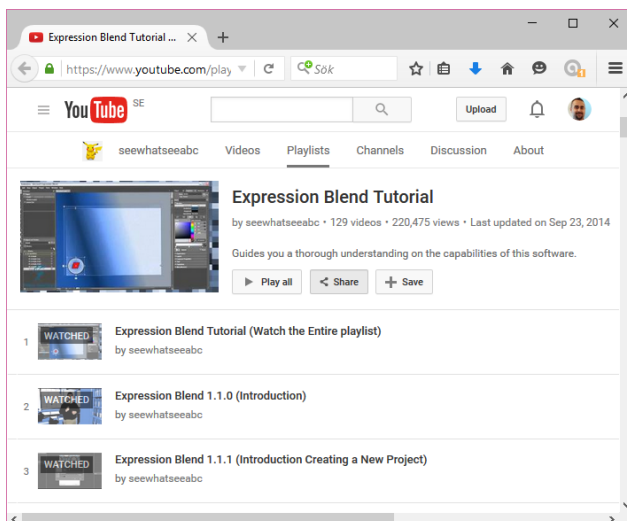 Expression Blend Tutorial ...
https://www.youtube.com/play
Sök
YouTube SE
Upload
seewhatseeabc Videos Playlists Channels Discussion About
Expression Blend Tutorial
by seewhatseeabc • 129 videos • 220,475 views • Last updated on Sep 23, 2014
Guides you a thorough understanding on the capabilities of this software.
Play all Share Save
1 WATCHED Expression Blend Tutorial (Watch the Entire playlist)
by seewhatseeabc
2 WATCHED Expression Blend 1.1.0 (Introduction)
by seewhatseeabc
3 WATCHED Expression Blend 1.1.1 (Introduction Creating a New Project)
by seewhatseeabc